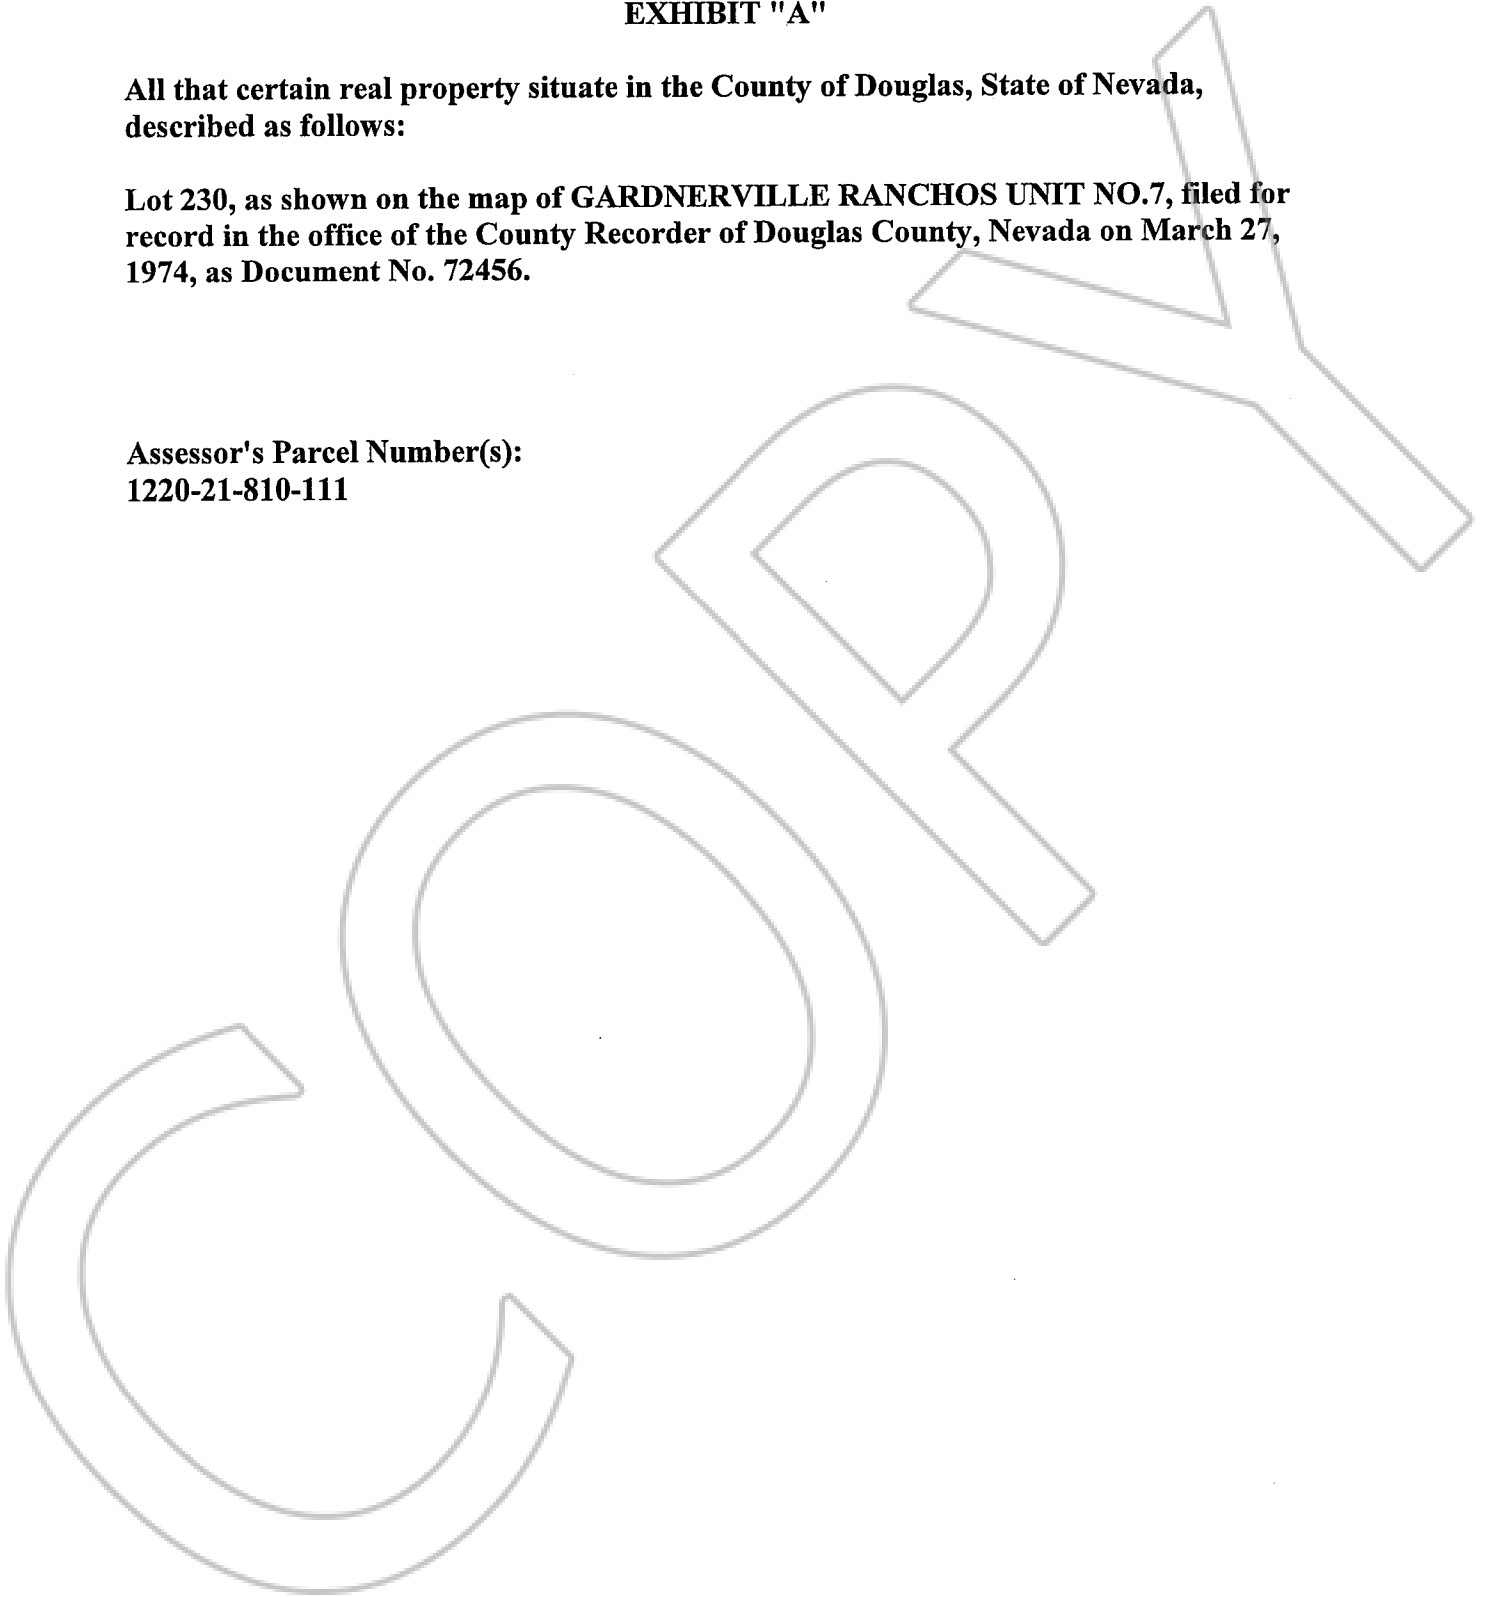 EXHIBIT "A"
All that certain real property situate in the County of Douglas, State of Nevada,
described as follows:
Lot 230, as shown on the map of GARDNERVILLE RANCHOS UNIT NO.7, filed for
record in the office of the County Recorder of Douglas County, Nevada on March 27,
1974, as Document No. 72456.
Assessor's Parcel Number(s):
1220-21-810-111
COPY